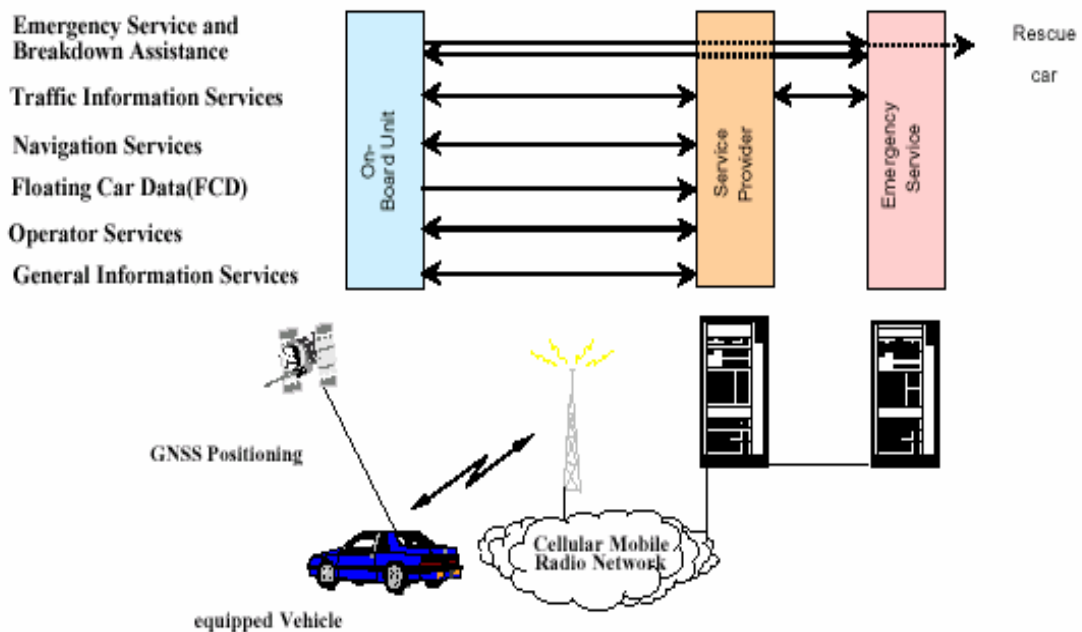 Emergency Service and
Breakdown Assistance
Rescue
car
Traffic Information Services
Navigation Services
Floating Car Data(FCD)
Operator Services
General Information Services
On-
Board Unit
Service
Provider
Emergency
Service
GNSS Positioning
Cellular Mobile
Radio Network
equipped Vehicle